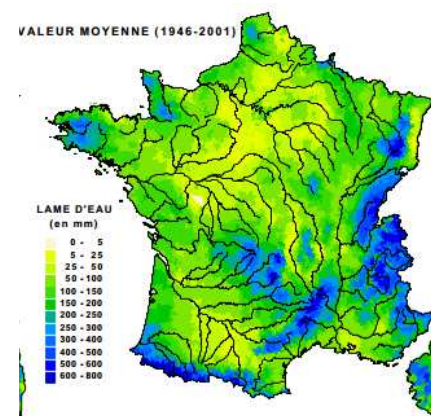 VALEUR MOYENNE (1946-2001)
LAME D'EAU
(en mm)
0 - 5
5 - 25
25 - 50
50 - 100
100 - 150
150 - 200
200 - 250
250 - 300
300 - 400
400 - 500
500 - 600
600 - 800